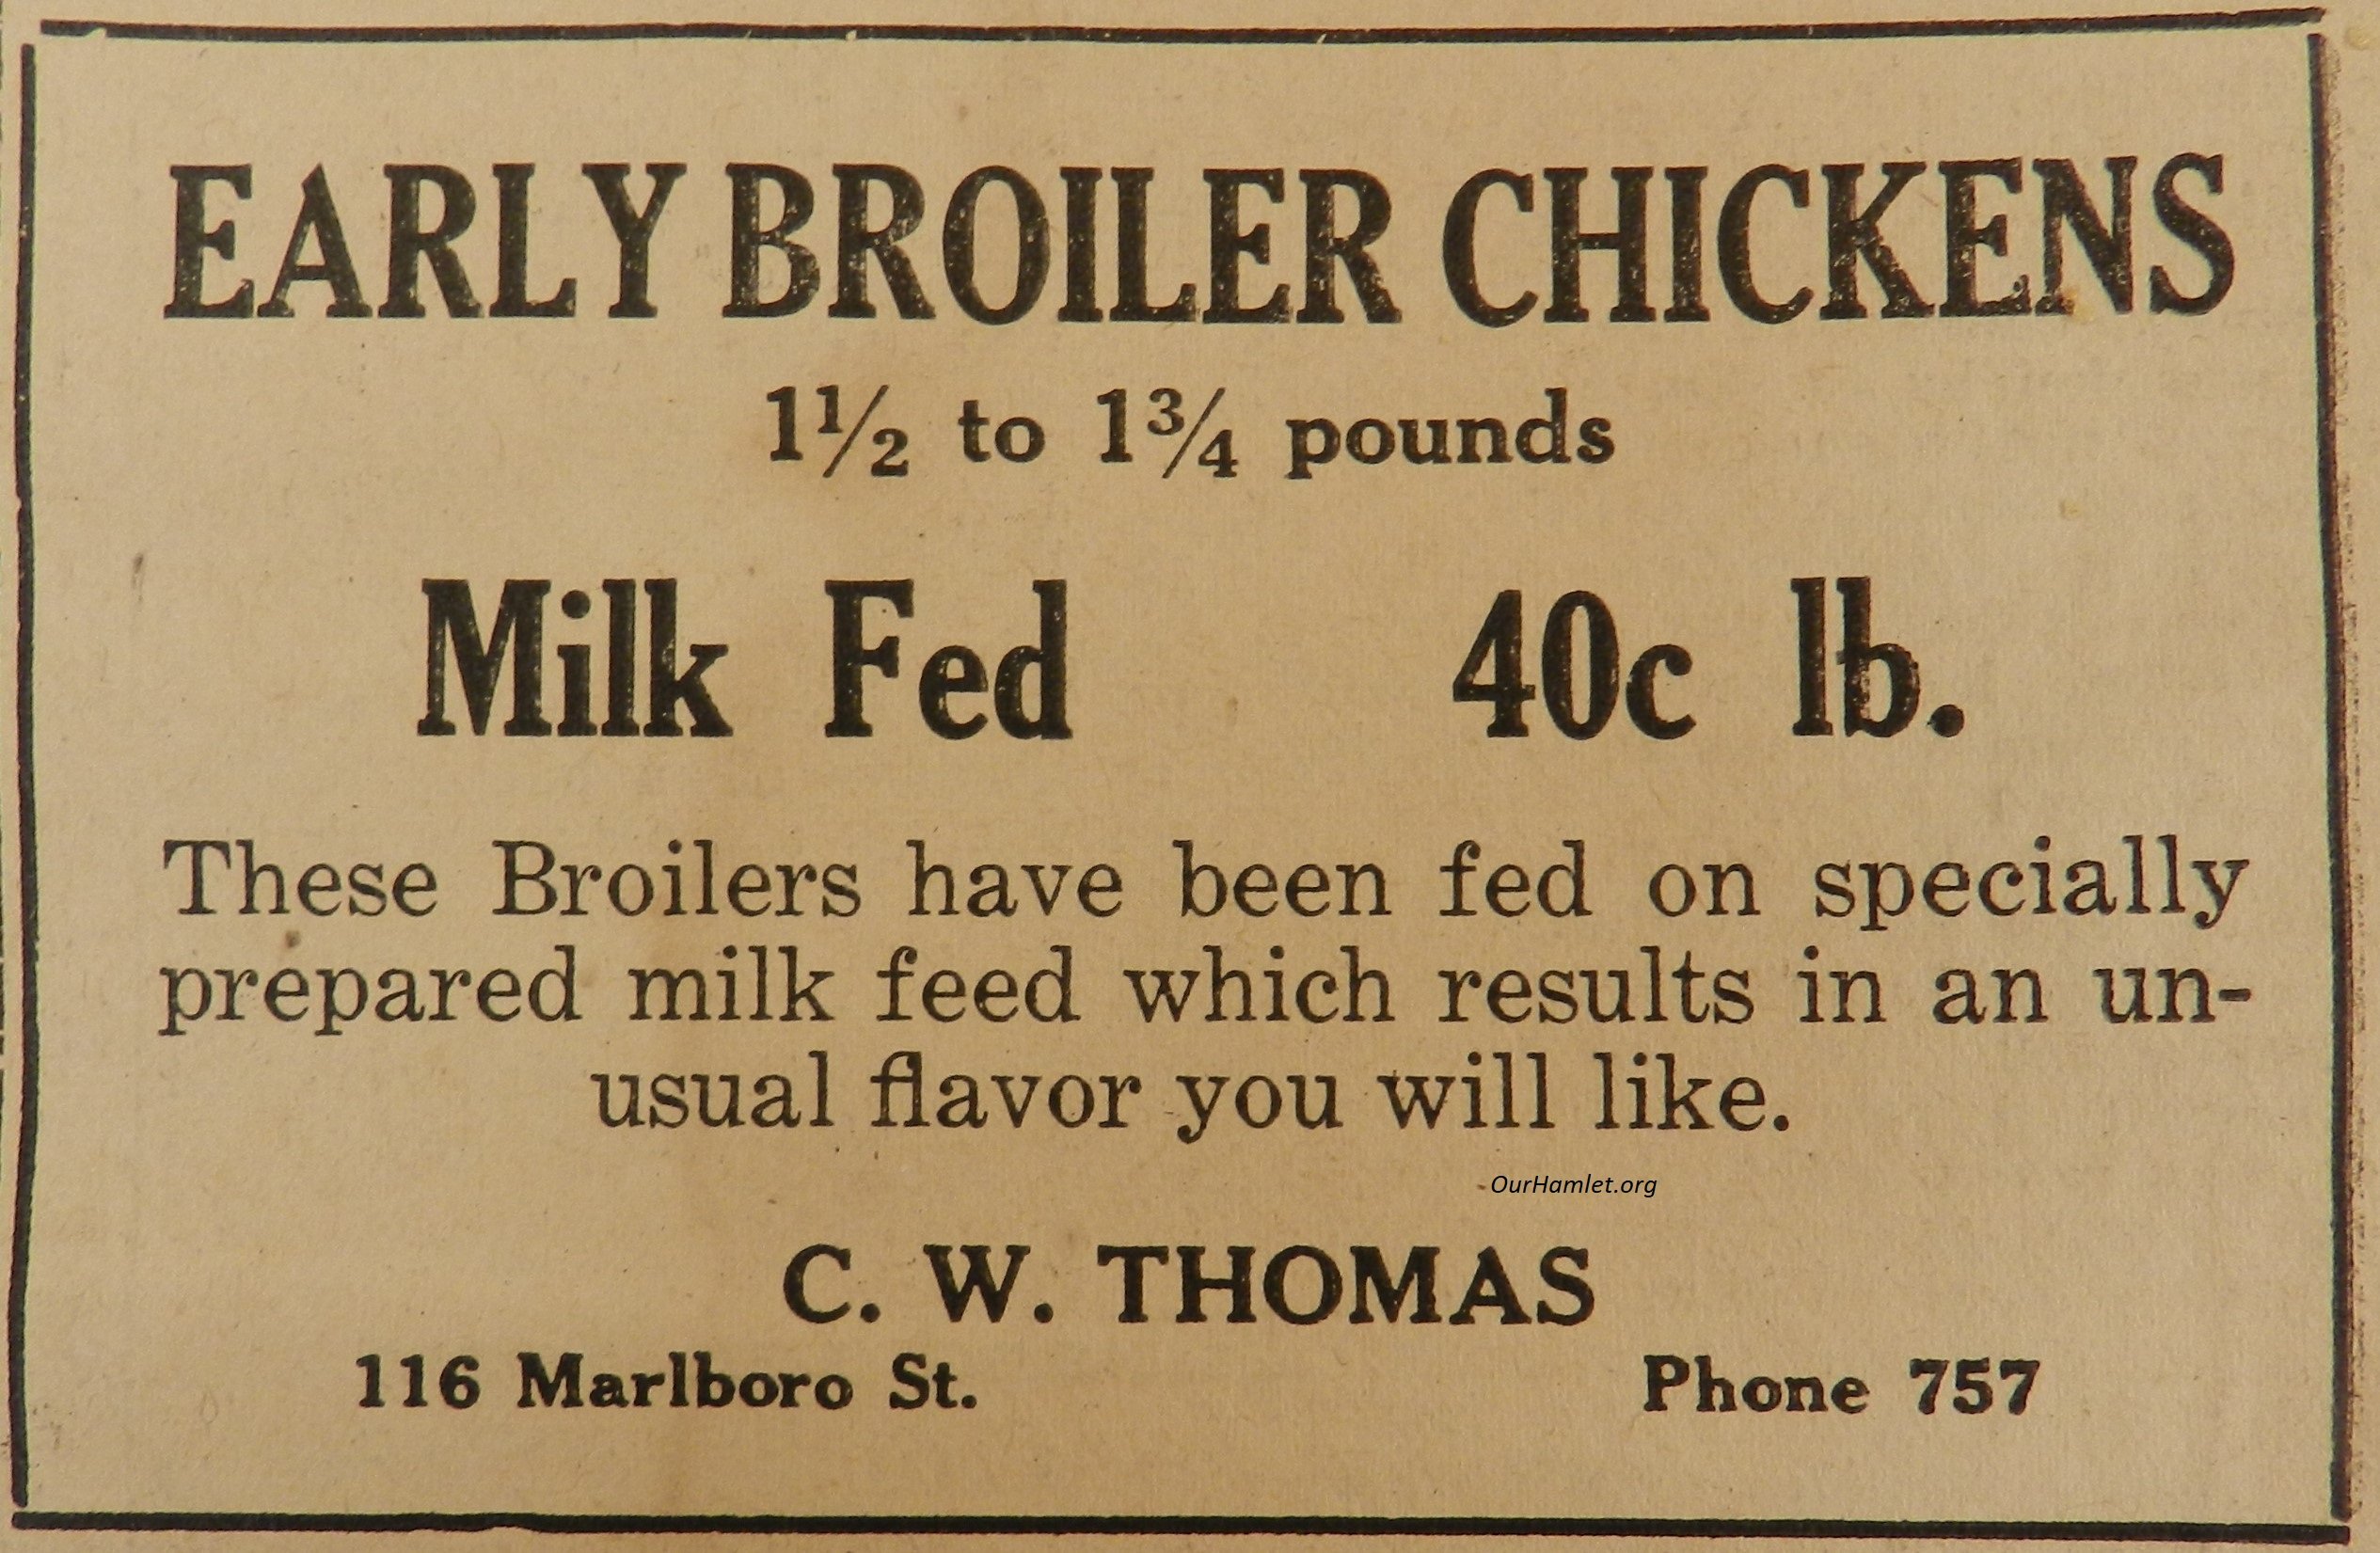 EARLY BROILER CHICKENS
1½ to 1¾ pounds
Milk Fed 40c lb.
These Broilers have been fed on specially
prepared milk feed which results in an un-
usual flavor you will like.
OurHamlet.org
C. W. THOMAS
116 Marlboro St. Phone 757